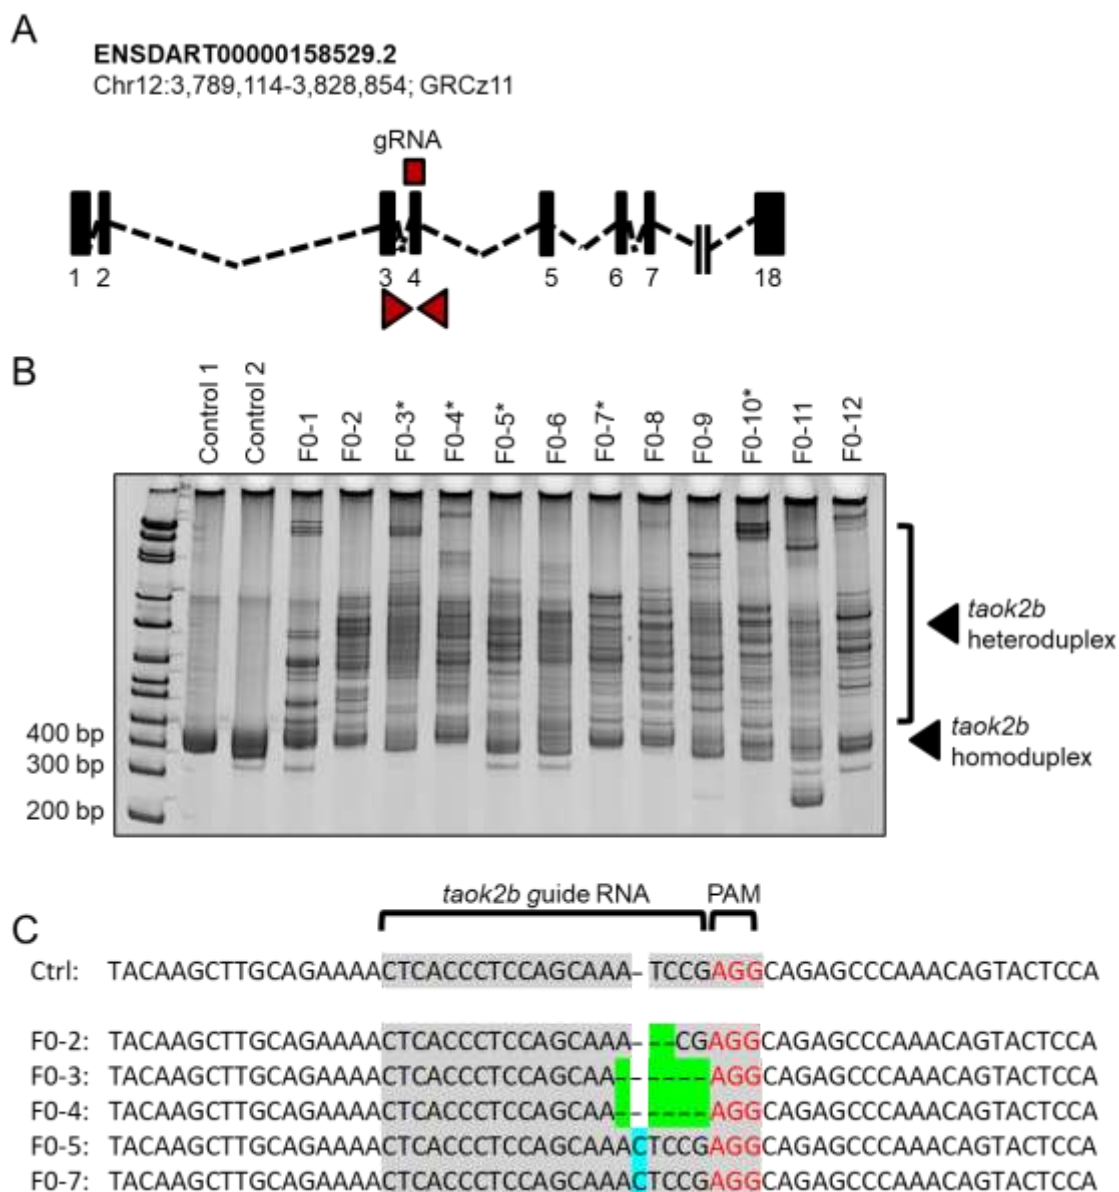 A
ENSDART00000158529.2
Chr12:3,789,114-3,828,854; GRCz11
gRNA
1 2 3 4 5 6 7 18
B
Control 1 Control 2 F0-1 F0-2 F0-3* F0-4* F0-5* F0-6 F0-7* F0-8 F0-9 F0-10* F0-11 F0-12
taok2b
heteroduplex
400 bp
300 bp
200 bp
taok2b
homoduplex
taok2b guide RNA PAM
C
Ctrl: TACAAGCTTGCAGAAAACTCACCCTCCAGCAAA-TCCGAGGCAGAGCCCAAACAGTACTCCA
F0-2: TACAAGCTTGCAGAAAACTCACCCTCCAGCAAA---CGAGGCAGAGCCCAAACAGTACTCCA
F0-3: TACAAGCTTGCAGAAAACTCACCCTCCAGCAA------AGGCAGAGCCCAAACAGTACTCCA
F0-4: TACAAGCTTGCAGAAAACTCACCCTCCAGCAA------AGGCAGAGCCCAAACAGTACTCCA
F0-5: TACAAGCTTGCAGAAAACTCACCCTCCAGCAAACTCCGAGGCAGAGCCCAAACAGTACTCCA
F0-7: TACAAGCTTGCAGAAAACTCACCCTCCAGCAAACTCCGAGGCAGAGCCCAAACAGTACTCCA